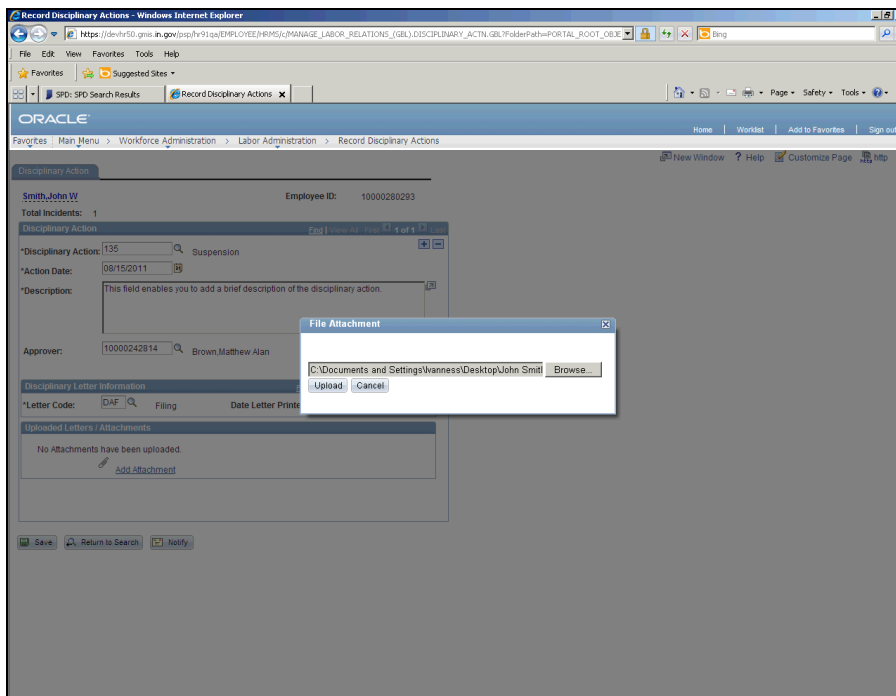 Record Disciplinary Actions - Windows Internet Explorer
https://devhr50.gmis.in.gov/psp/hr91qa/EMPLOYEE/HRMS/c/MANAGE_LABOR_RELATIONS_(GBL).DISCIPLINARY_ACTN.GBL?FolderPath=PORTAL_ROOT_OBJE Bing
File Edit View Favorites Tools Help
Favorites Suggested Sites
SPD: SPD Search Results Record Disciplinary Actions Page Safety Tools
ORACLE
Home Worklist Add to Favorites Sign out
Favorites Main Menu > Workforce Administration > Labor Administration > Record Disciplinary Actions
New Window ? Help Customize Page http
Disciplinary Action
Smith,John W Employee ID: 10000280293
Total Incidents: 1
Disciplinary Action Find | View All First 1 of 1 Last
*Disciplinary Action: 135 Suspension
*Action Date: 08/15/2011
*Description: This field enables you to add a brief description of the disciplinary action.
File Attachment
Approver: 10000242814 Brown,Matthew Alan
C:\Documents and Settings\lvanness\Desktop\John Smitl Browse...
Upload Cancel
Disciplinary Letter Information
*Letter Code: DAF Filing Date Letter Printe
Uploaded Letters / Attachments
No Attachments have been uploaded.
Add Attachment
Save Return to Search Notify